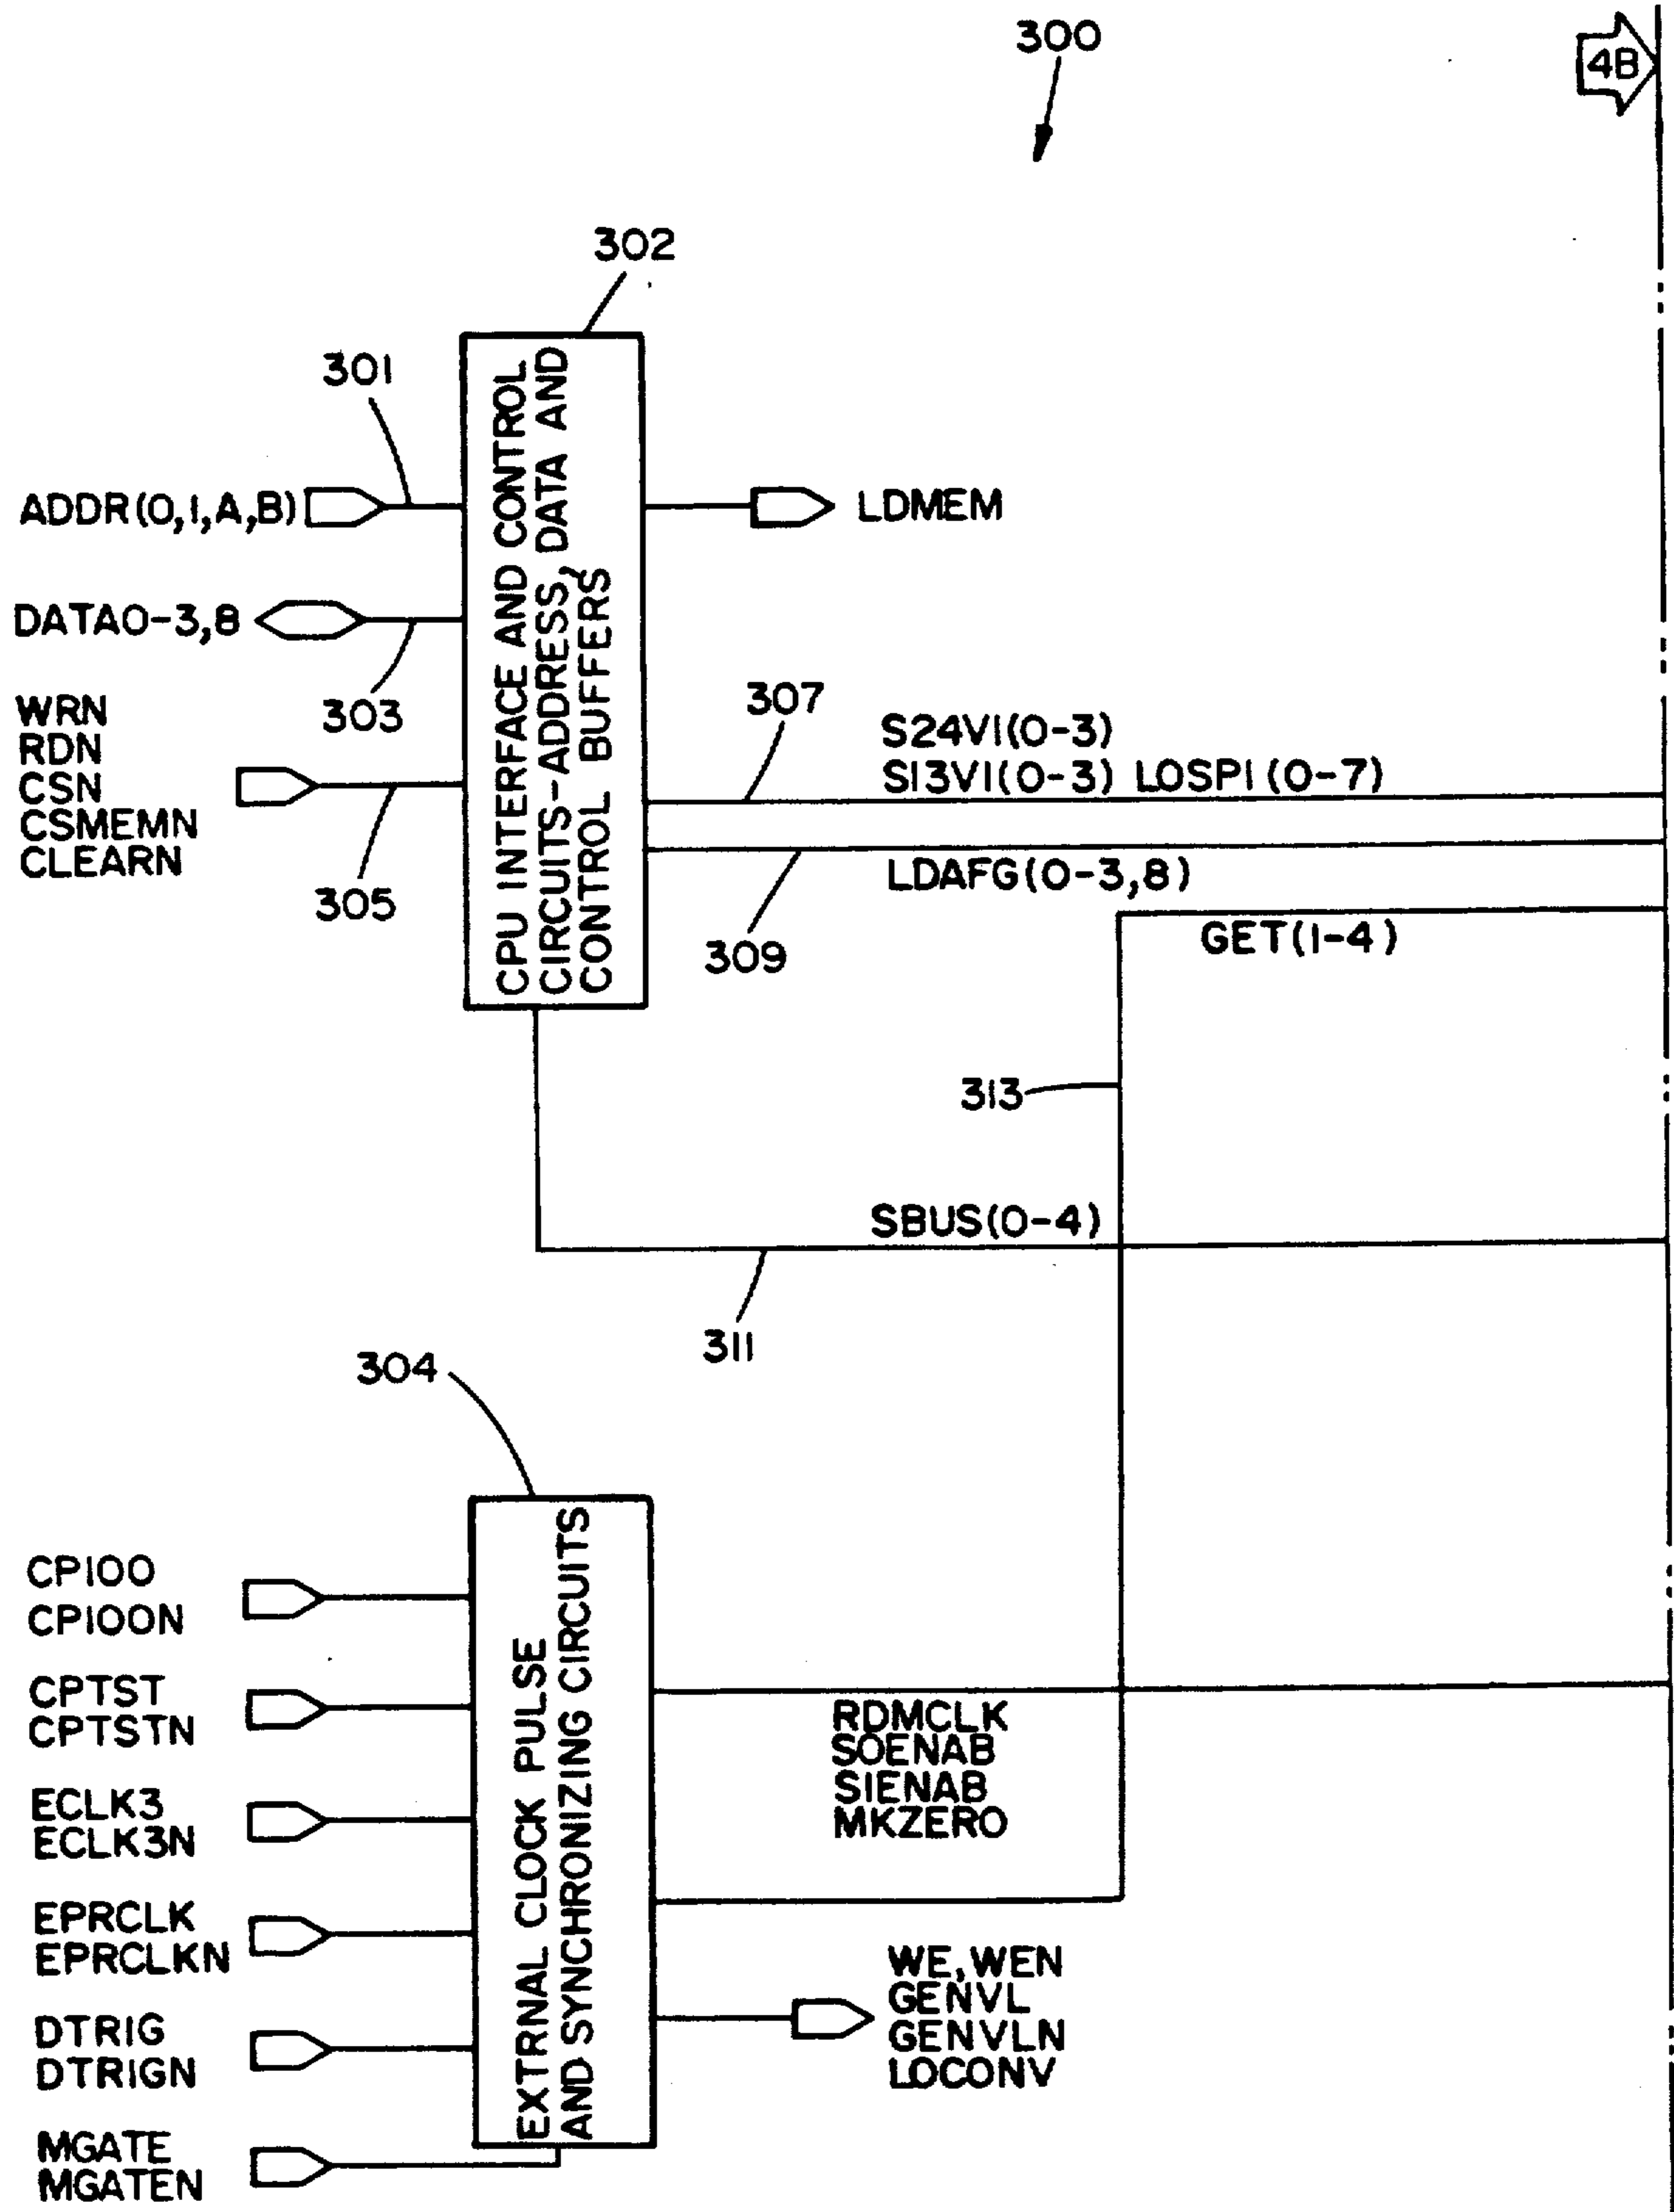 300
4B
302
301
CPU INTERFACE AND CONTROL
CIRCUITS-ADDRESS, DATA AND
CONTROL BUFFERS
ADDR(0,1,A,B)
LDMEM
DATA0-3,8
303
WRN
RDN
CSN
CSMEMN
CLEARN
305
307
S24VI(0-3)
SI3VI(0-3) LOSPI(0-7)
LDAFG(0-3,8)
309
GET(1-4)
313
SBUS(0-4)
311
304
EXTRNAL CLOCK PULSE
AND SYNCHRONIZING CIRCUITS
CP100
CP100N
CPTST
CPTSTN
RDMCLK
SOENAB
SIENAB
MKZERO
ECLK3
ECLK3N
EPRCLK
EPRCLKN
WE, WEN
GENVL
GENVLN
LOCONV
DTRIG
DTRIGN
MGATE
MGATEN